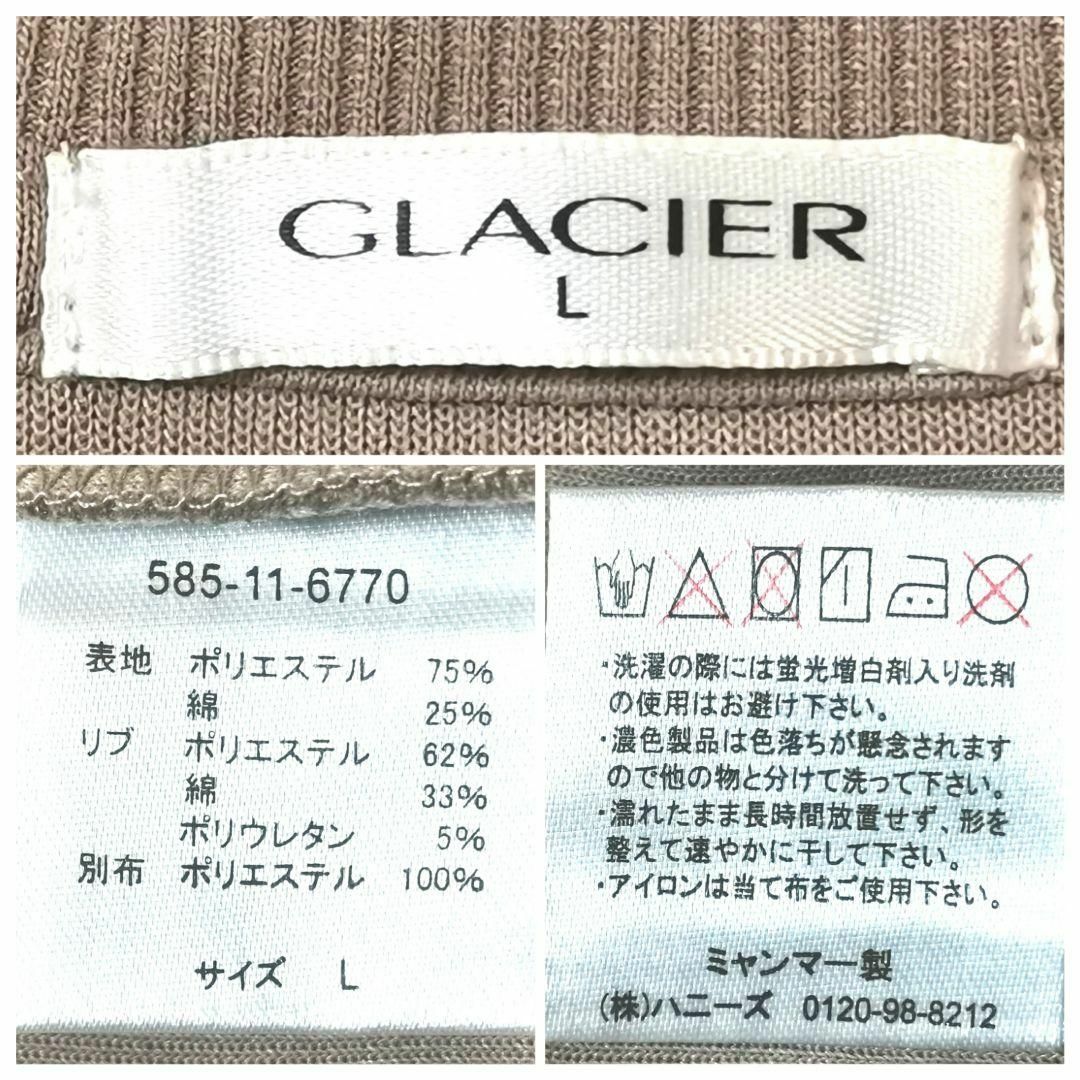 GLACIER
L
585-11-6770
表地 ポリエステル 75%
綿 25%
リブ ポリエステル 62%
綿 33%
ポリウレタン 5%
別布 ポリエステル 100%
サイズ L
・洗濯の際には蛍光増白剤入り洗剤
の使用はお避け下さい。
・濃色製品は色落ちが懸念されます
ので他の物と分けて洗って下さい。
・濡れたまま長時間放置せず、形を
整えて速やかに干して下さい。
・アイロンは当て布をご使用下さい。
ミャンマー製
(株)ハニーズ 0120-98-8212